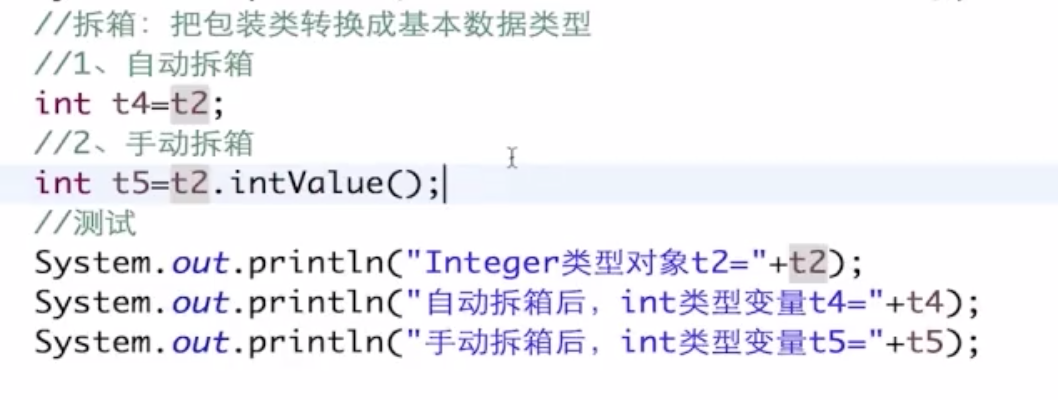 //拆箱：把包装类转换成基本数据类型
//1、自动拆箱
int t4=t2;
//2、手动拆箱
int t5=t2.intValue();
//测试
System.out.println("Integer类型对象t2="+t2);
System.out.println("自动拆箱后，int类型变量t4="+t4);
System.out.println("手动拆箱后，int类型变量t5="+t5);